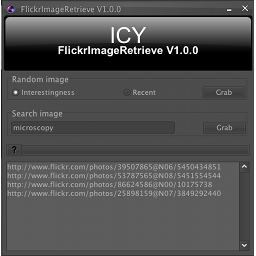 FlickrImageRetrieve V1.0.0
ICY
FlickrImageRetrieve V1.0.0
Random image
Interestingness Recent Grab
Search image
microscopy Grab
?
http://www.flickr.com/photos/39507865@N06/5450434851
http://www.flickr.com/photos/53787565@N08/5451554544
http://www.flickr.com/photos/86624586@N00/10175738
http://www.flickr.com/photos/25898159@N07/3849292440